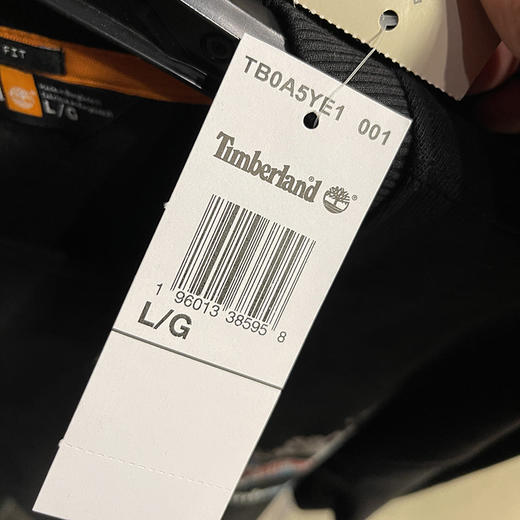 TB0A5YE1 001
Timberland®
1 96013 38595 8
L/G
FIT
L/G